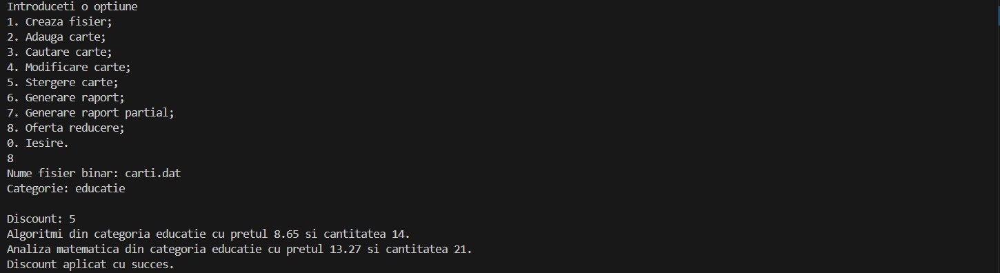 Introduceti o optiune
1. Creaza fisier;
2. Adauga carte;
3. Cautare carte;
4. Modificare carte;
5. Stergere carte;
6. Generare raport;
7. Generare raport partial;
8. Oferta reducere;
0. Iesire.
8
Nume fisier binar: carti.dat
Categorie: educatie
Discount: 5
Algoritmi din categoria educatie cu pretul 8.65 si cantitatea 14.
Analiza matematica din categoria educatie cu pretul 13.27 si cantitatea 21.
Discount aplicat cu succes.